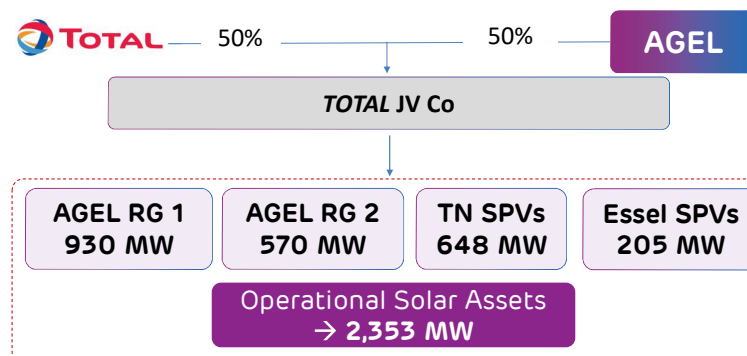 TOTAL
50%
50%
AGEL
TOTAL JV Co
AGEL RG 1
930 MW
AGEL RG 2
570 MW
TN SPVs
648 MW
Essel SPVs
205 MW
Operational Solar Assets
→ 2,353 MW